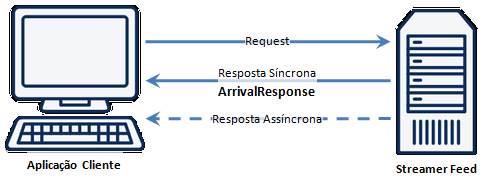 Request
Resposta Síncrona
ArrivalResponse
Resposta Assíncrona
Aplicação Cliente
Streamer Feed